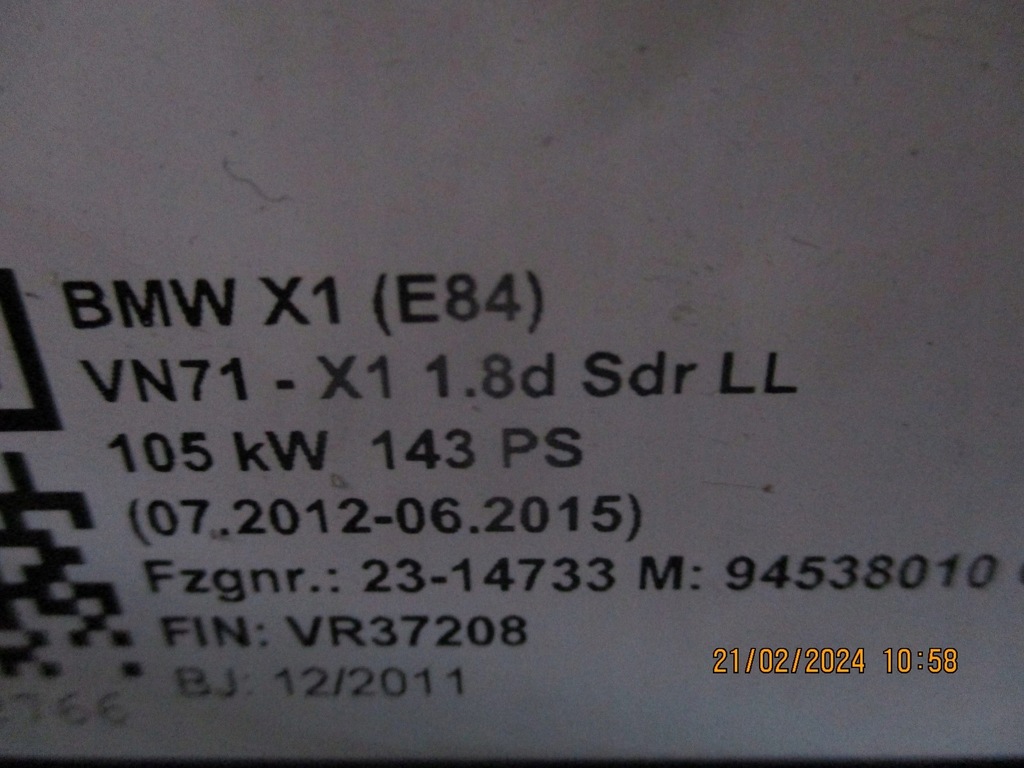 BMW X1 (E84)
VN71 - X1 1.8d Sdr LL
105 kW 143 PS
(07.2012-06.2015)
Fzgnr.: 23-14733 M: 94538010
FIN: VR37208
BJ: 12/2011
21/02/2024 10:58